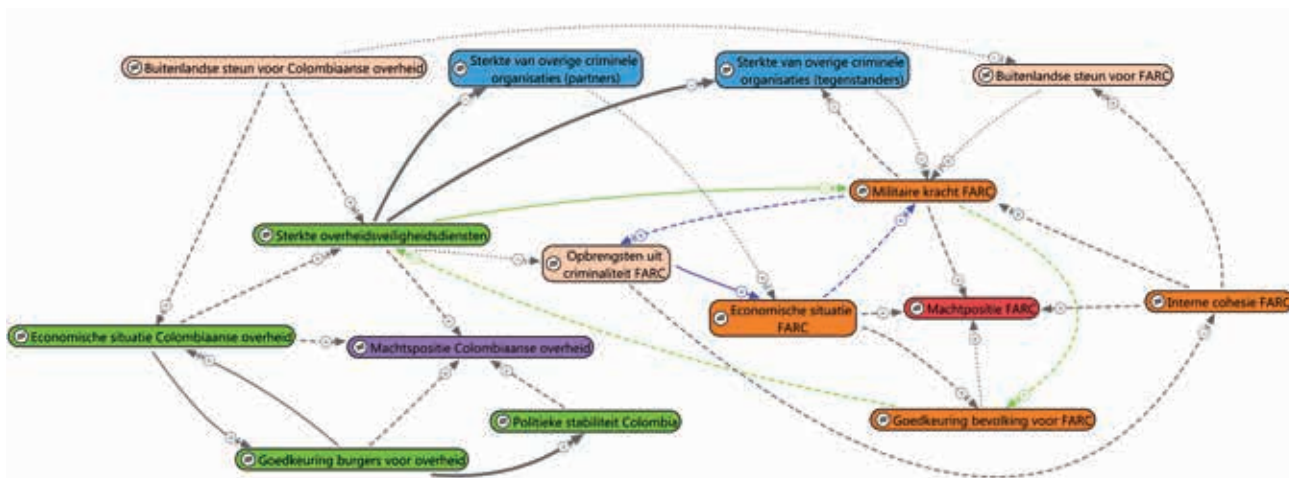 Buitenlandse steun voor Colombiaanse overheid
Sterkte van overige criminele
organisaties (partners)
Sterkte van overige criminele
organisaties (tegenstanders)
Buitenlandse steun voor FARC
Militaire kracht FARC
Sterkte overheidsveiligheidsdiensten
Opbrengsten uit
criminaliteit FARC
Economische situatie
FARC
Machtpositie FARC
Interne cohesie FARC
Economische situatie Colombiaanse overheid
Machtspositie Colombiaanse overheid
Politieke stabiliteit Colombia
Goedkeuring bevolking voor FARC
Goedkeuring burgers voor overheid